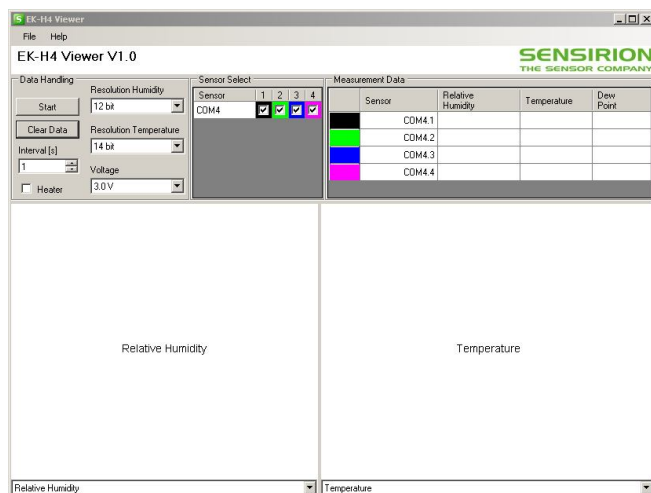 EK-H4 Viewer
File Help
EK-H4 Viewer V1.0
SENSIRION
THE SENSOR COMPANY
Data Handling
Resolution Humidity
Start
12 bit
Clear Data
Resolution Temperature
14 bit
Interval [s]
1
Voltage
Heater
3.0 V
Sensor Select
Sensor 1 2 3 4
COM4
Measurement Data
Sensor Relative Humidity Temperature Dew Point
COM4.1
COM4.2
COM4.3
COM4.4
Relative Humidity
Temperature
Relative Humidity
Temperature